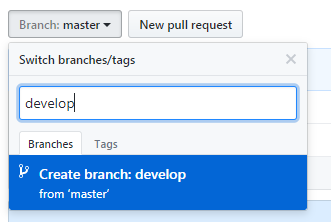 Branch: master
New pull request
Switch branches/tags
develop
Branches
Tags
Create branch: develop
from ‘master’